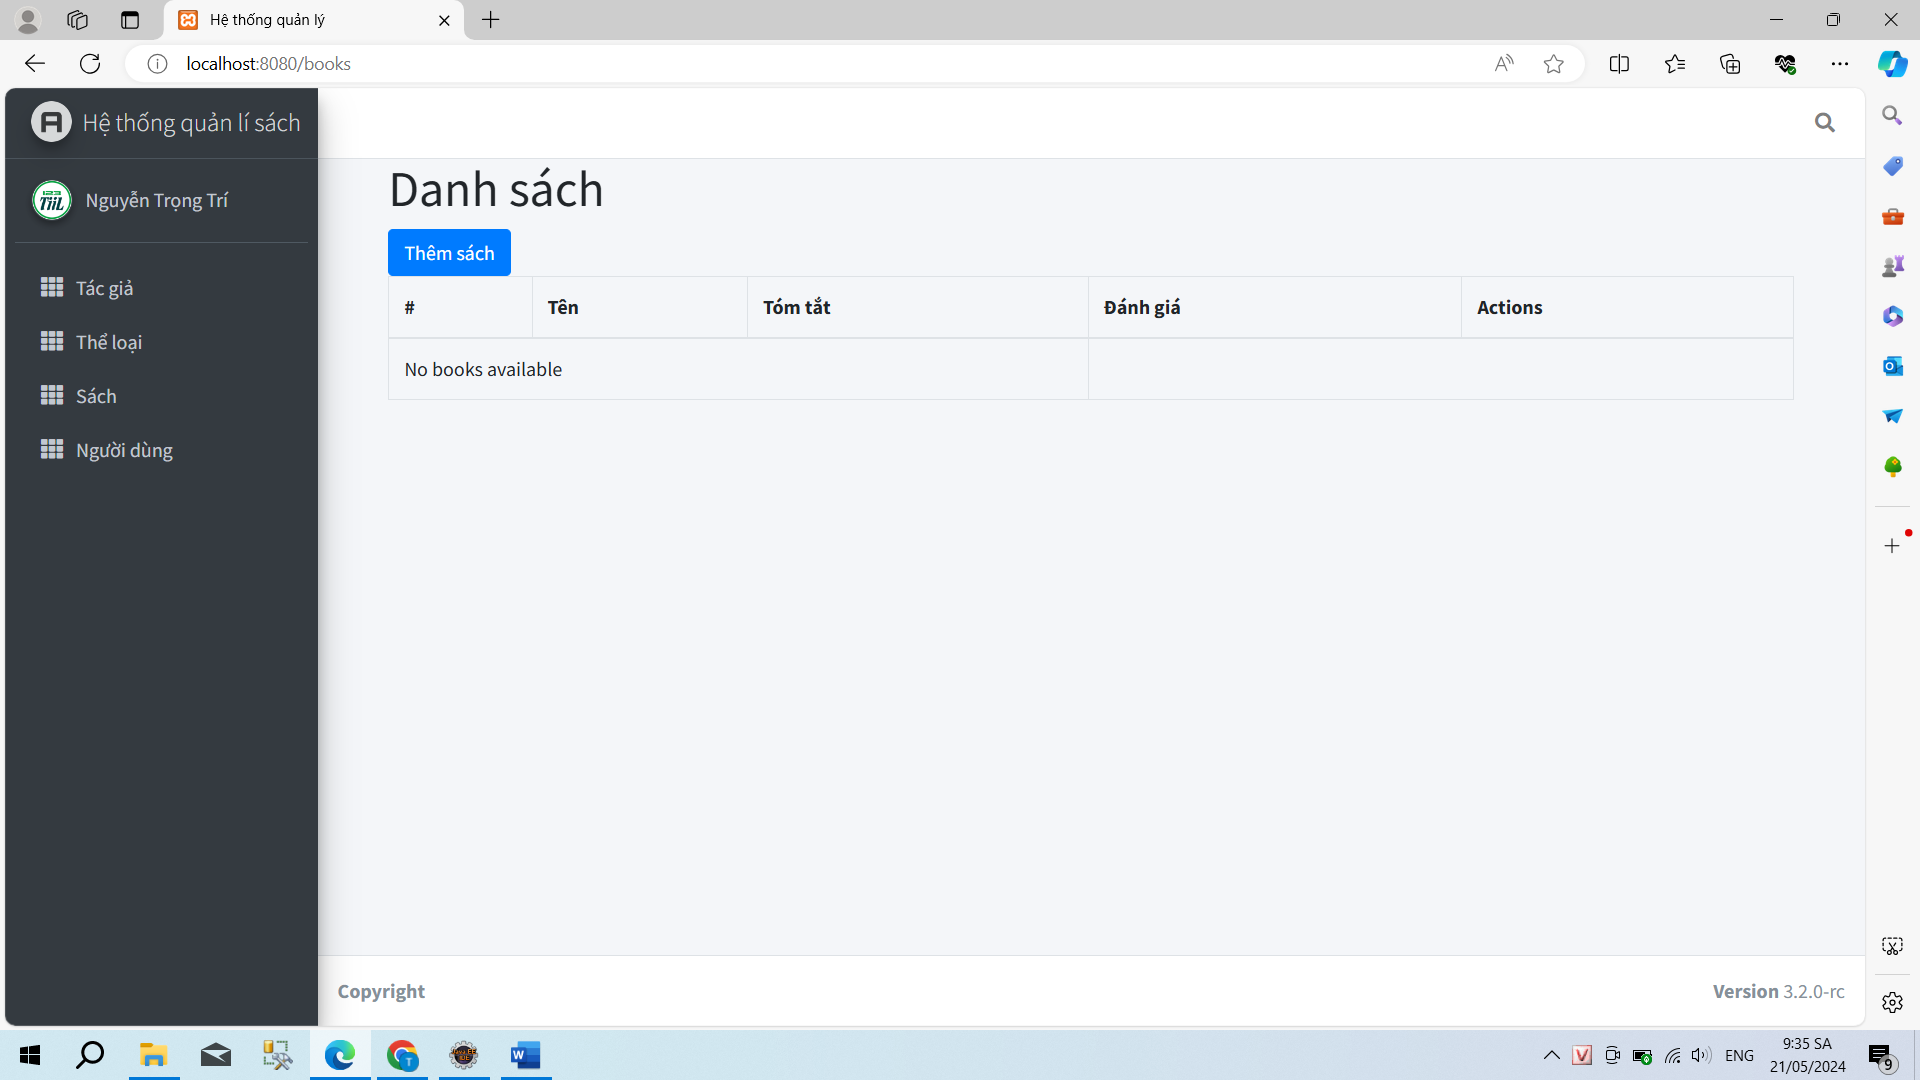 Hệ thống quản lý
localhost:8080/books
Hệ thống quản lí sách
Nguyễn Trọng Trí
Tác giả
Thể loại
Sách
Người dùng
Danh sách
Thêm sách
# Tên Tóm tắt Đánh giá Actions
No books available
Copyright
Version 3.2.0-rc
ENG
9:35 SA
21/05/2024
9